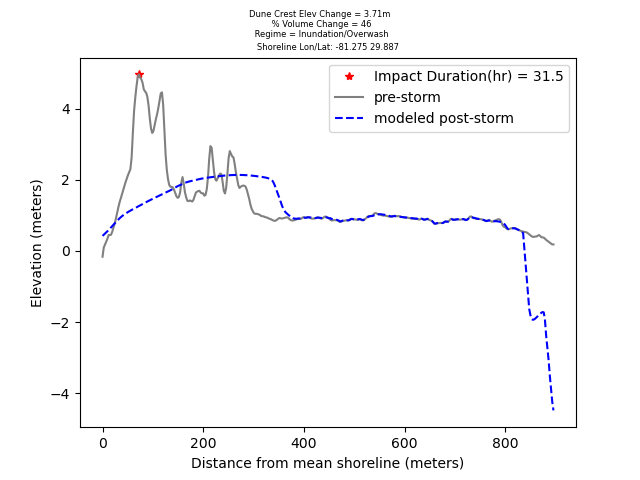 Dune Crest Elev Change = 3.71m
% Volume Change = 46
Regime = Inundation/Overwash
Shoreline Lon/Lat: -81.275 29.887
Impact Duration(hr) = 31.5
pre-storm
modeled post-storm
Elevation (meters)
4
2
0
−2
−4
0 200 400 600 800
Distance from mean shoreline (meters)